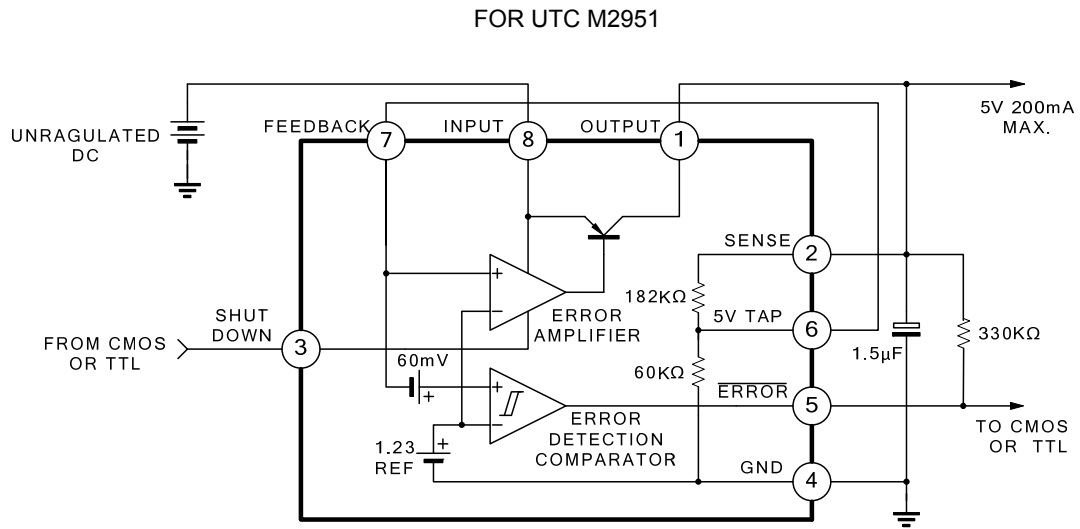 FOR UTC M2951
UNRAGULATED
DC
FEEDBACK
7
INPUT
8
OUTPUT
1
5V 200mA
MAX.
SENSE
2
182KΩ
5V TAP
6
SHUT
DOWN
3
FROM CMOS
OR TTL
+
−
ERROR
AMPLIFIER
60mV
+
60KΩ
1.5µF
330KΩ
+
−
ERROR
5
ERROR
DETECTION
COMPARATOR
TO CMOS
OR TTL
1.23
REF
+
GND
4